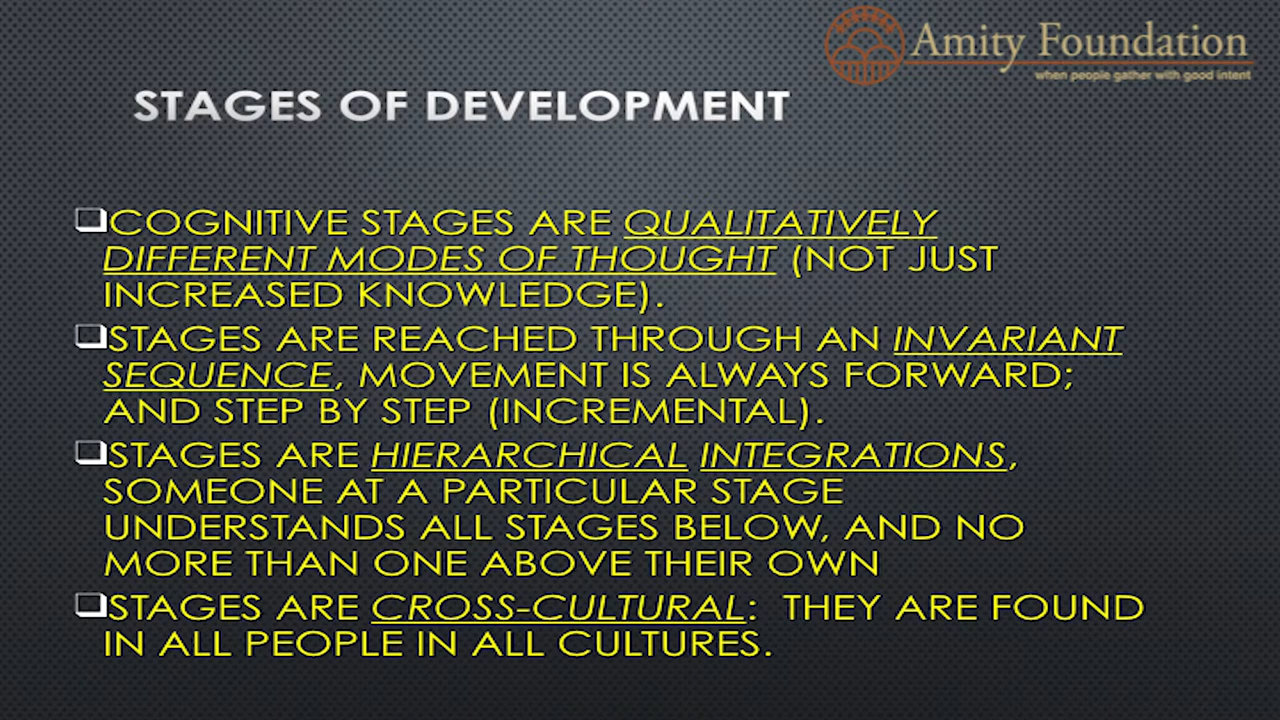 Amity Foundation
when people gather with good intent
STAGES OF DEVELOPMENT
COGNITIVE STAGES ARE QUALITATIVELY
DIFFERENT MODES OF THOUGHT (NOT JUST
INCREASED KNOWLEDGE).
STAGES ARE REACHED THROUGH AN INVARIANT
SEQUENCE, MOVEMENT IS ALWAYS FORWARD;
AND STEP BY STEP (INCREMENTAL).
STAGES ARE HIERARCHICAL INTEGRATIONS,
SOMEONE AT A PARTICULAR STAGE
UNDERSTANDS ALL STAGES BELOW, AND NO
MORE THAN ONE ABOVE THEIR OWN
STAGES ARE CROSS-CULTURAL: THEY ARE FOUND
IN ALL PEOPLE IN ALL CULTURES.